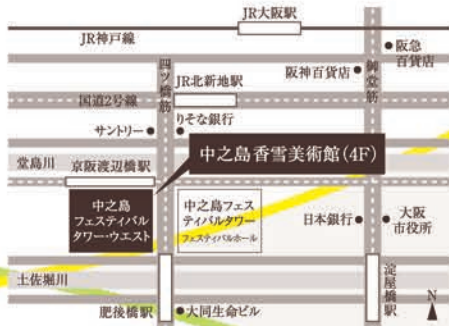 JR大阪駅
JR神戸線
阪急
百貨店
四ツ橋筋
JR北新地駅
阪神百貨店
御堂筋
国道2号線
りそな銀行
サントリー
中之島香雪美術館(4F)
堂島川
京阪渡辺橋駅
中之島
フェスティバル
タワー・ウエスト
中之島フェス
ティバルタワー
フェスティバルホール
日本銀行
大阪
市役所
土佐堀川
淀屋橋駅
肥後橋駅
大同生命ビル
N